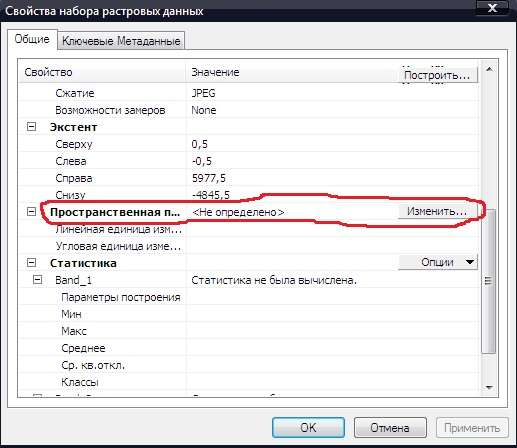 Свойства набора растровых данных
Общие Ключевые Метаданные
Свойство Значение
Построить...
Сжатие JPEG
Возможности замеров None
Экстент
Сверху 0,5
Слева -0,5
Справа 5977,5
Снизу -4845,5
Пространственная п... <Не определено> Изменить...
Линейная единица изм...
Угловая единица изме...
Статистика Опции
Band_1 Статистика не была вычислена.
Параметры построения
Мин
Макс
Среднее
Ср. кв.откл.
Классы
OK Отмена Применить